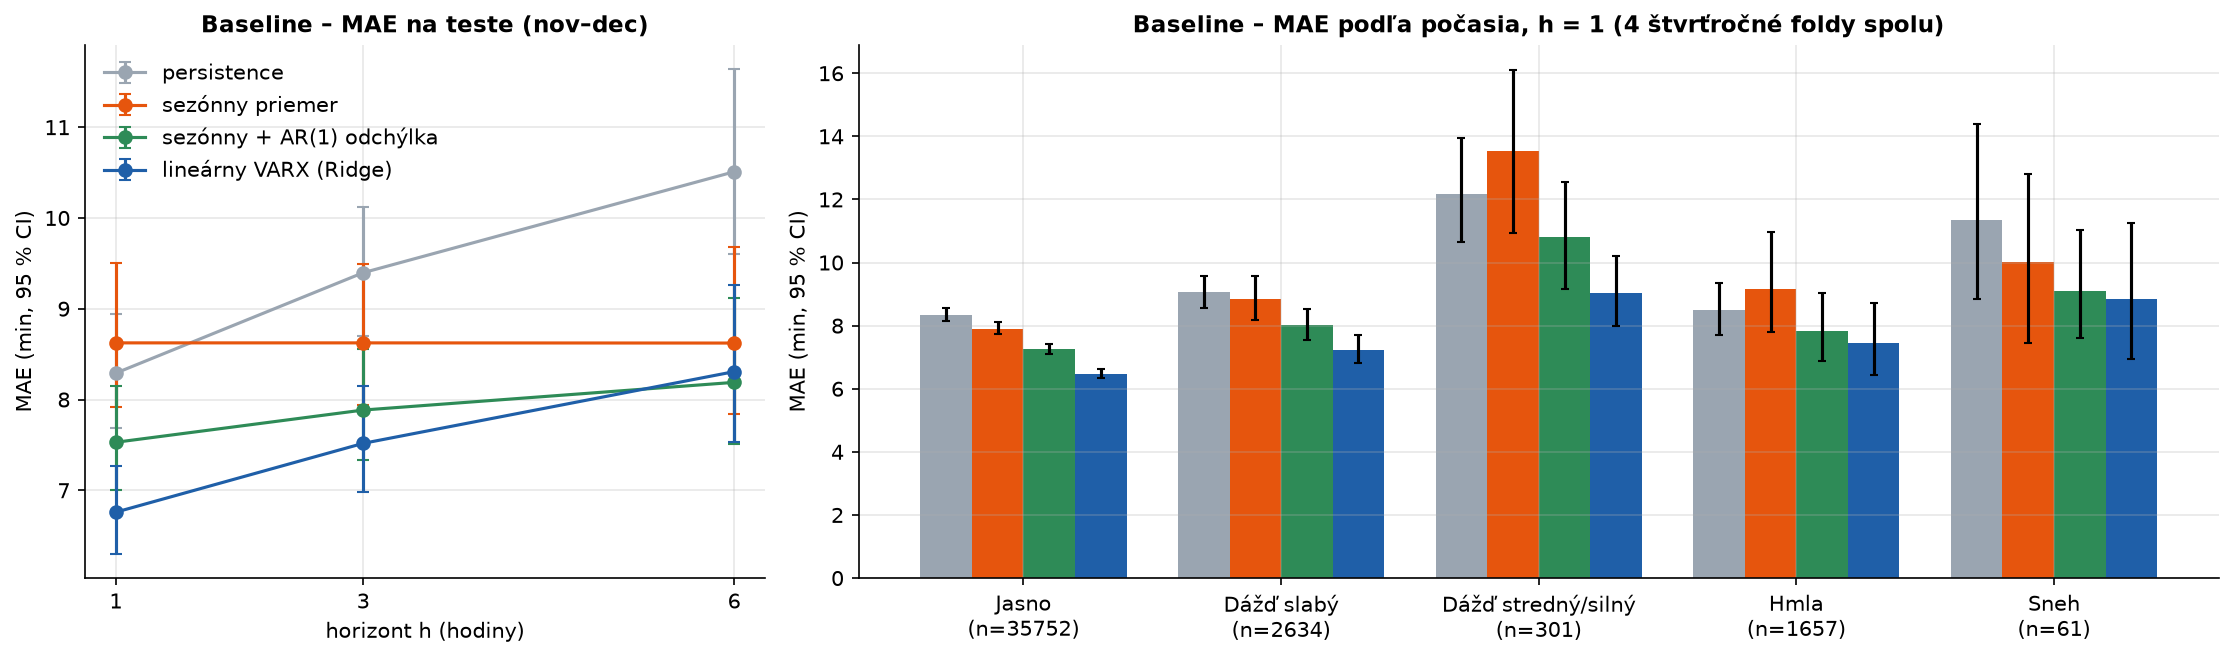 Baseline – MAE na teste (nov–dec)
persistence
sezónny priemer
sezónny + AR(1) odchýlka
lineárny VARX (Ridge)
MAE (min, 95 % CI)
11
10
9
8
7
1
3
6
horizont h (hodiny)
Baseline – MAE podľa počasia, h = 1 (4 štvrťročné foldy spolu)
MAE (min, 95 % CI)
16
14
12
10
8
6
4
2
0
Jasno
(n=35752)
Dážď slabý
(n=2634)
Dážď stredný/silný
(n=301)
Hmla
(n=1657)
Sneh
(n=61)